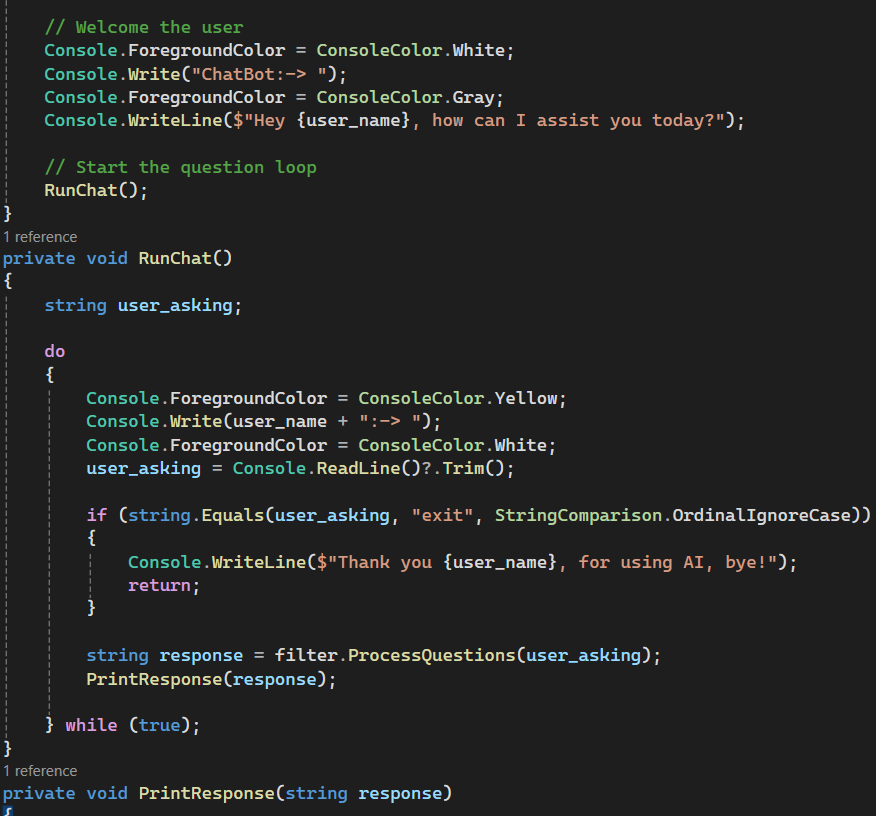 // Welcome the user
Console.ForegroundColor = ConsoleColor.White;
Console.Write("ChatBot:-> ");
Console.ForegroundColor = ConsoleColor.Gray;
Console.WriteLine($"Hey {user_name}, how can I assist you today?");
// Start the question loop
RunChat();
}
1 reference
private void RunChat()
{
string user_asking;
do
{
Console.ForegroundColor = ConsoleColor.Yellow;
Console.Write(user_name + ":-> ");
Console.ForegroundColor = ConsoleColor.White;
user_asking = Console.ReadLine()?.Trim();
if (string.Equals(user_asking, "exit", StringComparison.OrdinalIgnoreCase))
{
Console.WriteLine($"Thank you {user_name}, for using AI, bye!");
return;
}
string response = filter.ProcessQuestions(user_asking);
PrintResponse(response);
} while (true);
}
1 reference
private void PrintResponse(string response)
{